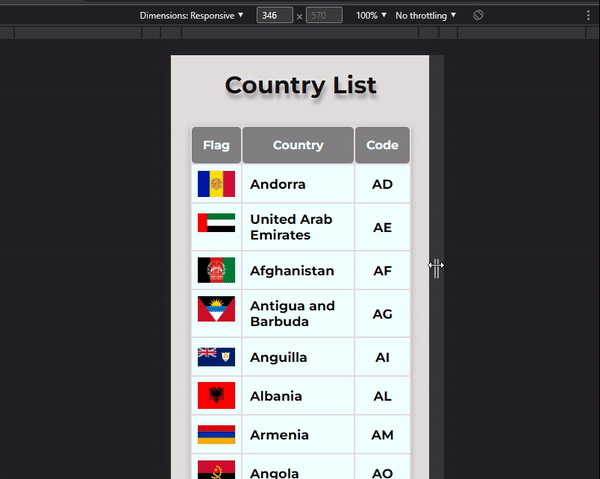 Dimensions: Responsive ▼ 346 × 570 100% ▼ No throttling ▼
Country List
Flag Country Code
Andorra AD
United Arab
Emirates AE
Afghanistan AF
Antigua and
Barbuda AG
Anguilla AI
Albania AL
Armenia AM
Angola AO